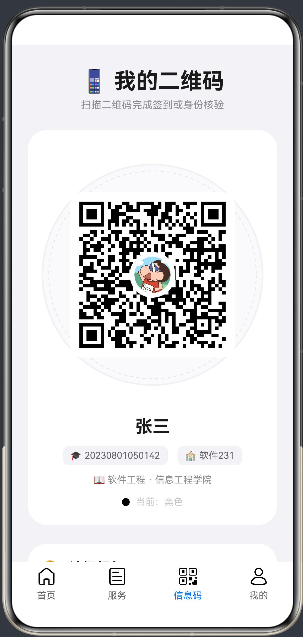 我的二维码
扫描二维码完成签到或身份核验
张三
20230801050142 软件231
软件工程 · 信息工程学院
当前：黑色
首页 服务 信息码 我的